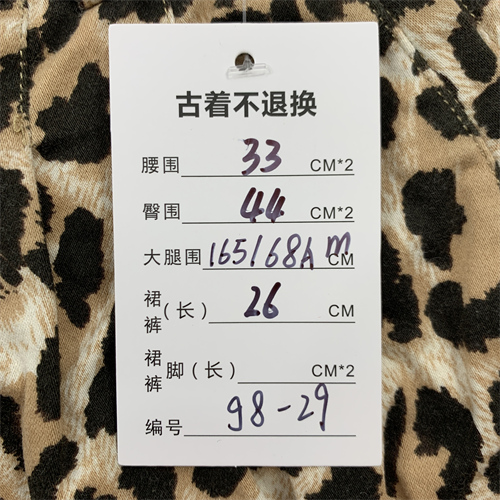 古着不退换
腰围 33 CM*2
臀围 44 CM*2
大腿围 165/68A M CM
裙裤(长) 26 CM
裙裤脚(长) CM*2
编号 98-29